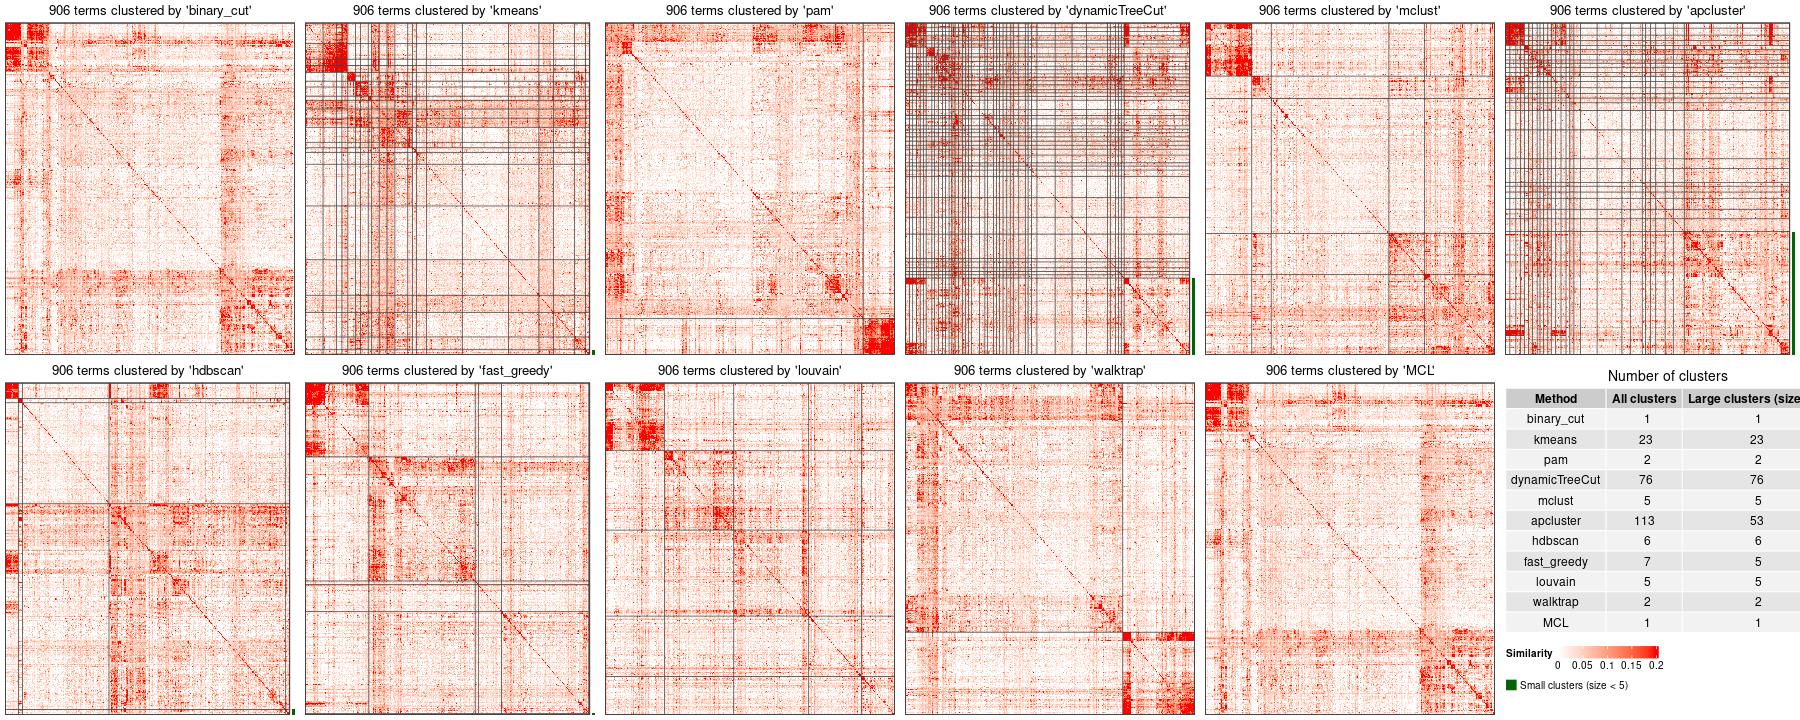 906 terms clustered by 'binary_cut'
906 terms clustered by 'kmeans'
906 terms clustered by 'pam'
906 terms clustered by 'dynamicTreeCut'
906 terms clustered by 'mclust'
906 terms clustered by 'apcluster'
906 terms clustered by 'hdbscan'
906 terms clustered by 'fast_greedy'
906 terms clustered by 'louvain'
906 terms clustered by 'walktrap'
906 terms clustered by 'MCL'
Number of clusters
Method All clusters Large clusters (size
binary_cut 1 1
kmeans 23 23
pam 2 2
dynamicTreeCut 76 76
mclust 5 5
apcluster 113 53
hdbscan 6 6
fast_greedy 7 5
louvain 5 5
walktrap 2 2
MCL 1 1
Similarity
0 0.05 0.1 0.15 0.2
Small clusters (size < 5)